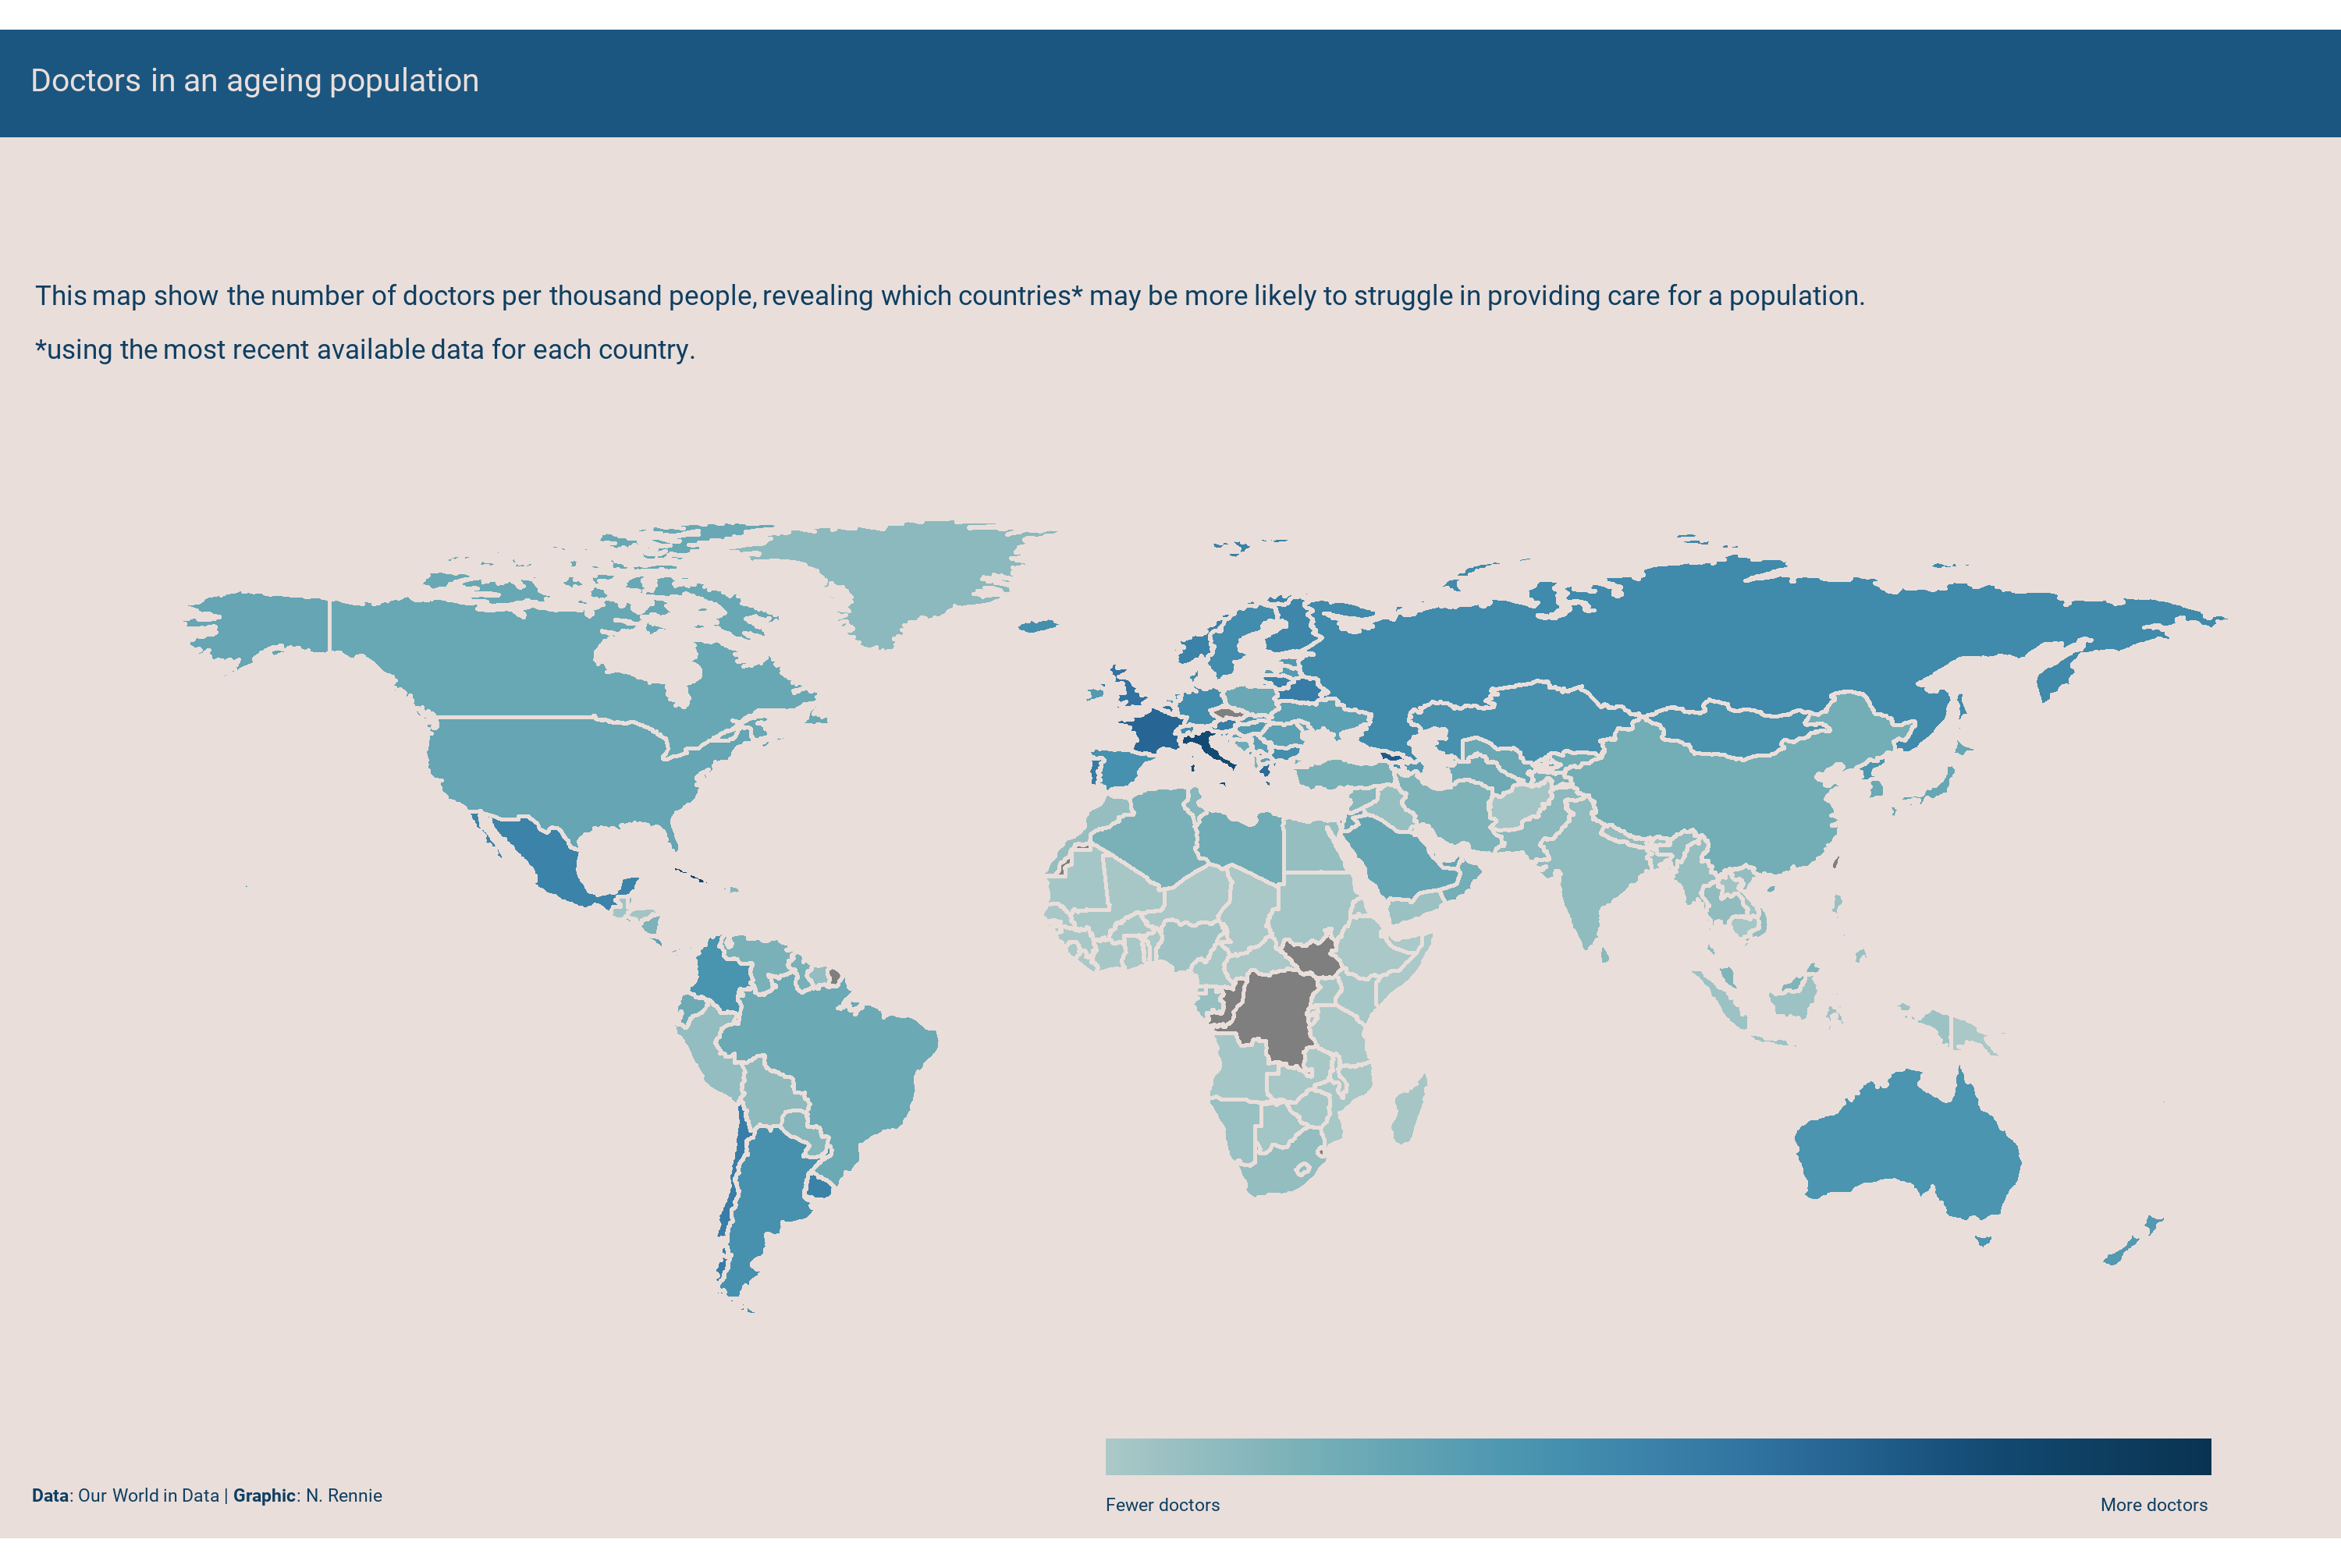 Doctors in an ageing population
This map show the number of doctors per thousand people, revealing which countries* may be more likely to struggle in providing care for a population.
*using the most recent available data for each country.
Data: Our World in Data | Graphic: N. Rennie
Fewer doctors
More doctors